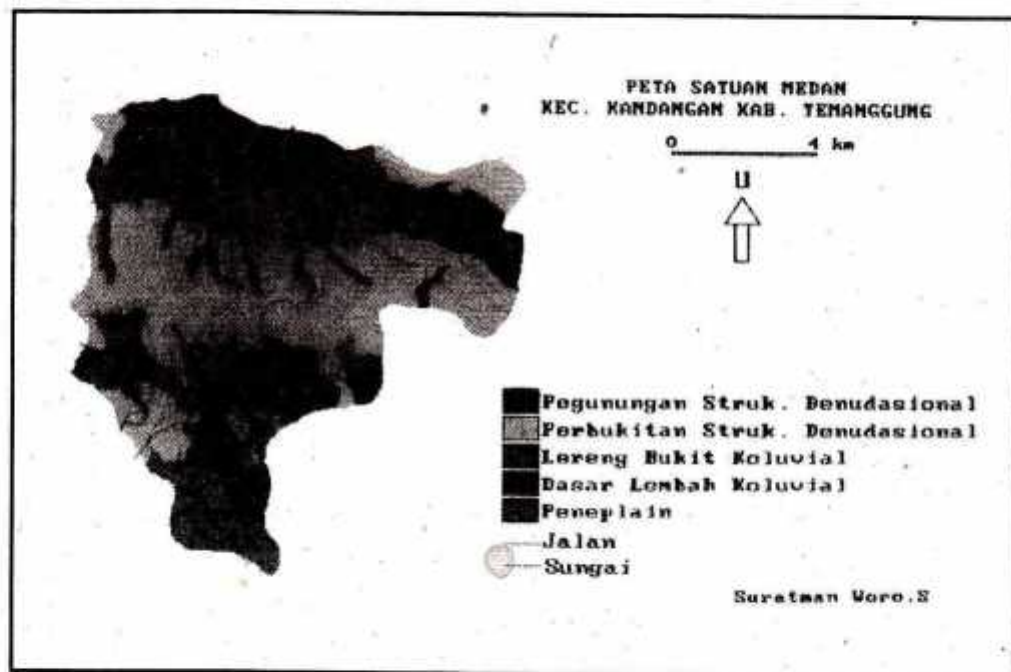 PETA SATUAN MEDAN
KEC. KANDANGAN KAB. TEMANGGUNG
0 4 km
U
Pegunungan Struk. Denudasional
Perbukitan Struk. Denudasional
Lereng Bukit Koluvial
Dasar Lembah Koluvial
Peneplain
Jalan
Sungai
Suratman Woro.S